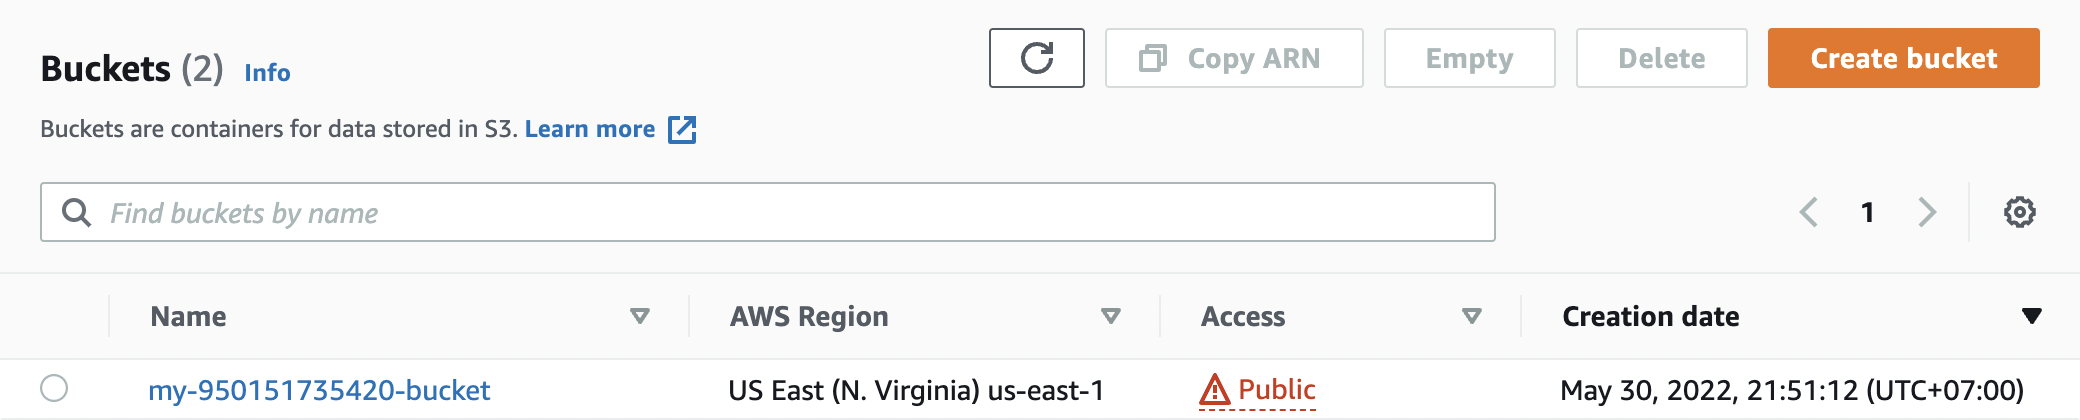 Buckets (2) Info
Copy ARN
Empty
Delete
Create bucket
Buckets are containers for data stored in S3. Learn more
Find buckets by name
1
Name
AWS Region
Access
Creation date
my-950151735420-bucket
US East (N. Virginia) us-east-1
Public
May 30, 2022, 21:51:12 (UTC+07:00)